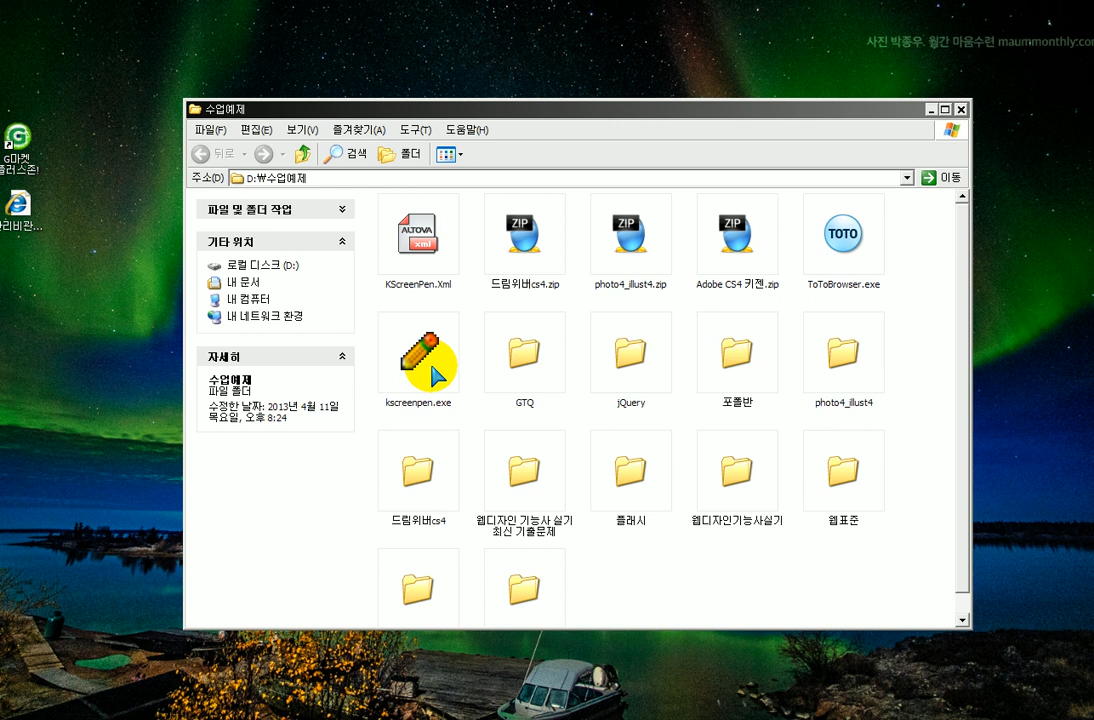 사진 박종우. 월간 마음수련 maummonthly.com
G마켓
플러스존!
수업예제
파일(F) 편집(E) 보기(V) 즐겨찾기(A) 도구(T) 도움말(H)
뒤로 검색 폴더
주소(D) D:₩수업예제 이동
파일 및 폴더 작업
기타 위치
로컬 디스크 (D:)
내 문서
내 컴퓨터
내 네트워크 환경
자세히
수업예제
파일 폴더
수정한 날짜: 2013년 4월 11일
목요일, 오후 8:24
ALTOVA
xml
ZIP
ZIP
ZIP
TOTO
KScreenPen.Xml 드림위버cs4.zip photo4_illust4.zip Adobe CS4 키젠.zip ToToBrowser.exe
kscreenpen.exe GTQ jQuery 포폴반 photo4_illust4
드림위버cs4 웹디자인 기능사 실기 최신 기출문제 플래시 웹디자인기능사실기 웹표준